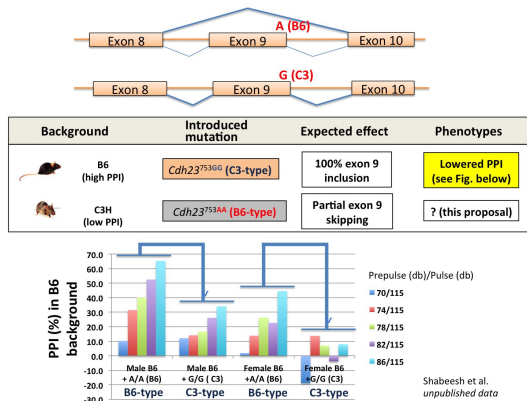 A (B6)
Exon 8 Exon 9 Exon 10
G (C3)
Exon 8 Exon 9 Exon 10
Background Introduced mutation Expected effect Phenotypes
B6 (high PPI) Cdh23753GG (C3-type) 100% exon 9 inclusion Lowered PPI (see Fig. below)
C3H (low PPI) Cdh23753AA (B6-type) Partial exon 9 skipping ? (this proposal)
PPI (%) in B6 background
70.0
60.0
50.0
40.0
30.0
20.0
10.0
0.0
-10.0
-20.0
-30.0
Male B6 + A/A (B6) Male B6 + G/G ( C3) Female B6 +A/A (B6) Female B6 +G/G (C3)
B6-type C3-type B6-type C3-type
Prepulse (db)/Pulse (db)
70/115
74/115
78/115
82/115
86/115
Shabeesh et al.
unpublished data